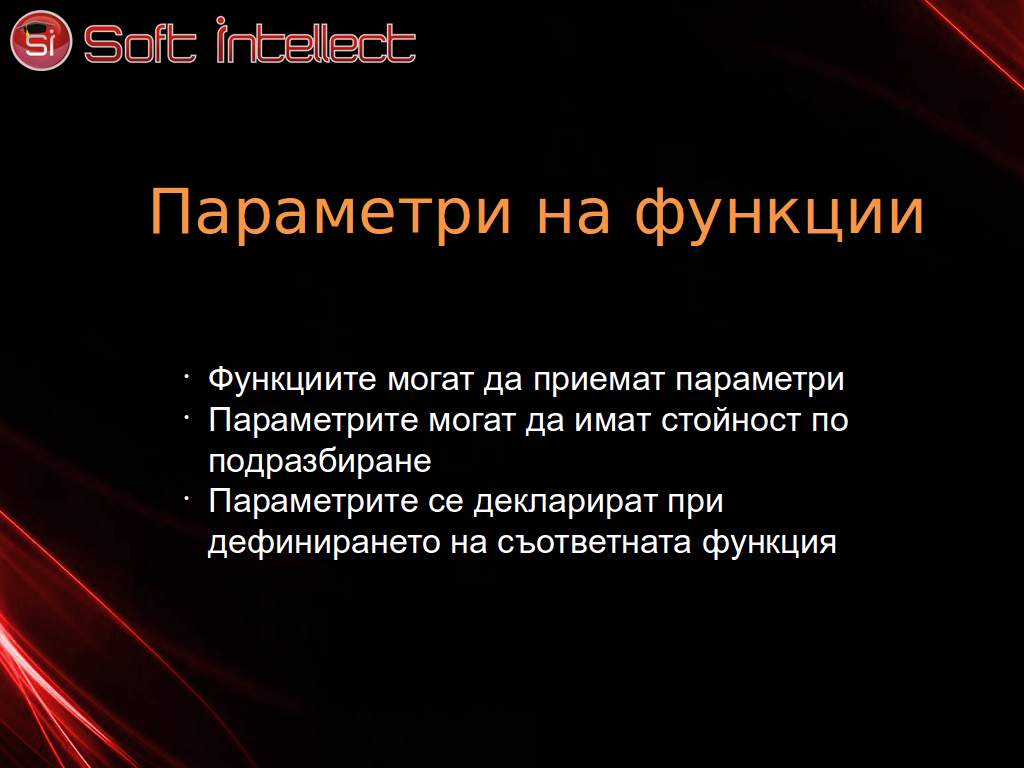 Si Soft Intellect
Параметри на функции
· Функциите могат да приемат параметри
· Параметрите могат да имат стойност по
подразбиране
· Параметрите се декларират при
дефинирането на съответната функция